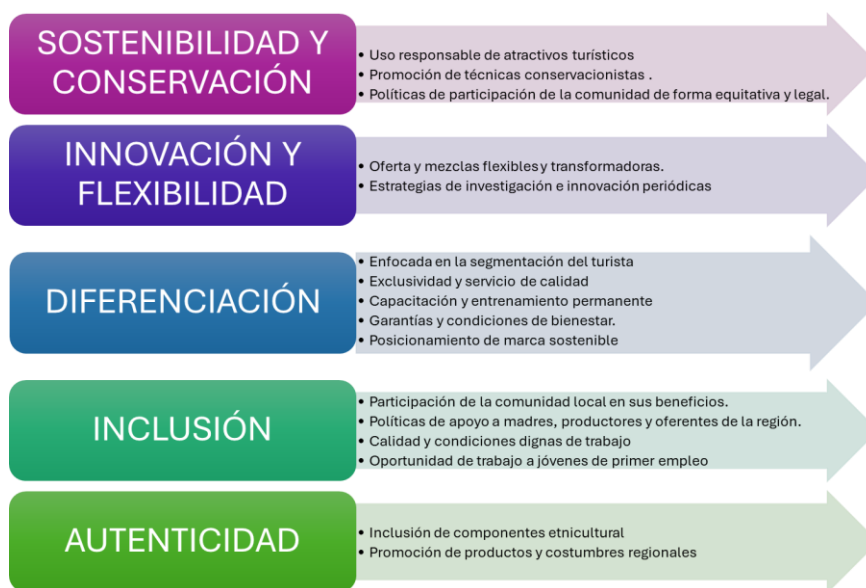 SOSTENIBILIDAD Y
CONSERVACIÓN
• Uso responsable de atractivos turísticos
• Promoción de técnicas conservacionistas .
• Políticas de participación de la comunidad de forma equitativa y legal.
INNOVACIÓN Y
FLEXIBILIDAD
• Oferta y mezclas flexibles y transformadoras.
• Estrategias de investigación e innovación periódicas
DIFERENCIACIÓN
• Enfocada en la segmentación del turista
• Exclusividad y servicio de calidad
• Capacitación y entrenamiento permanente
• Garantías y condiciones de bienestar.
• Posicionamiento de marca sostenible
INCLUSIÓN
• Participación de la comunidad local en sus beneficios.
• Políticas de apoyo a madres, productores y oferentes de la región.
• Calidad y condiciones dignas de trabajo
• Oportunidad de trabajo a jóvenes de primer empleo
AUTENTICIDAD
• Inclusión de componentes etnicultural
• Promoción de productos y costumbres regionales